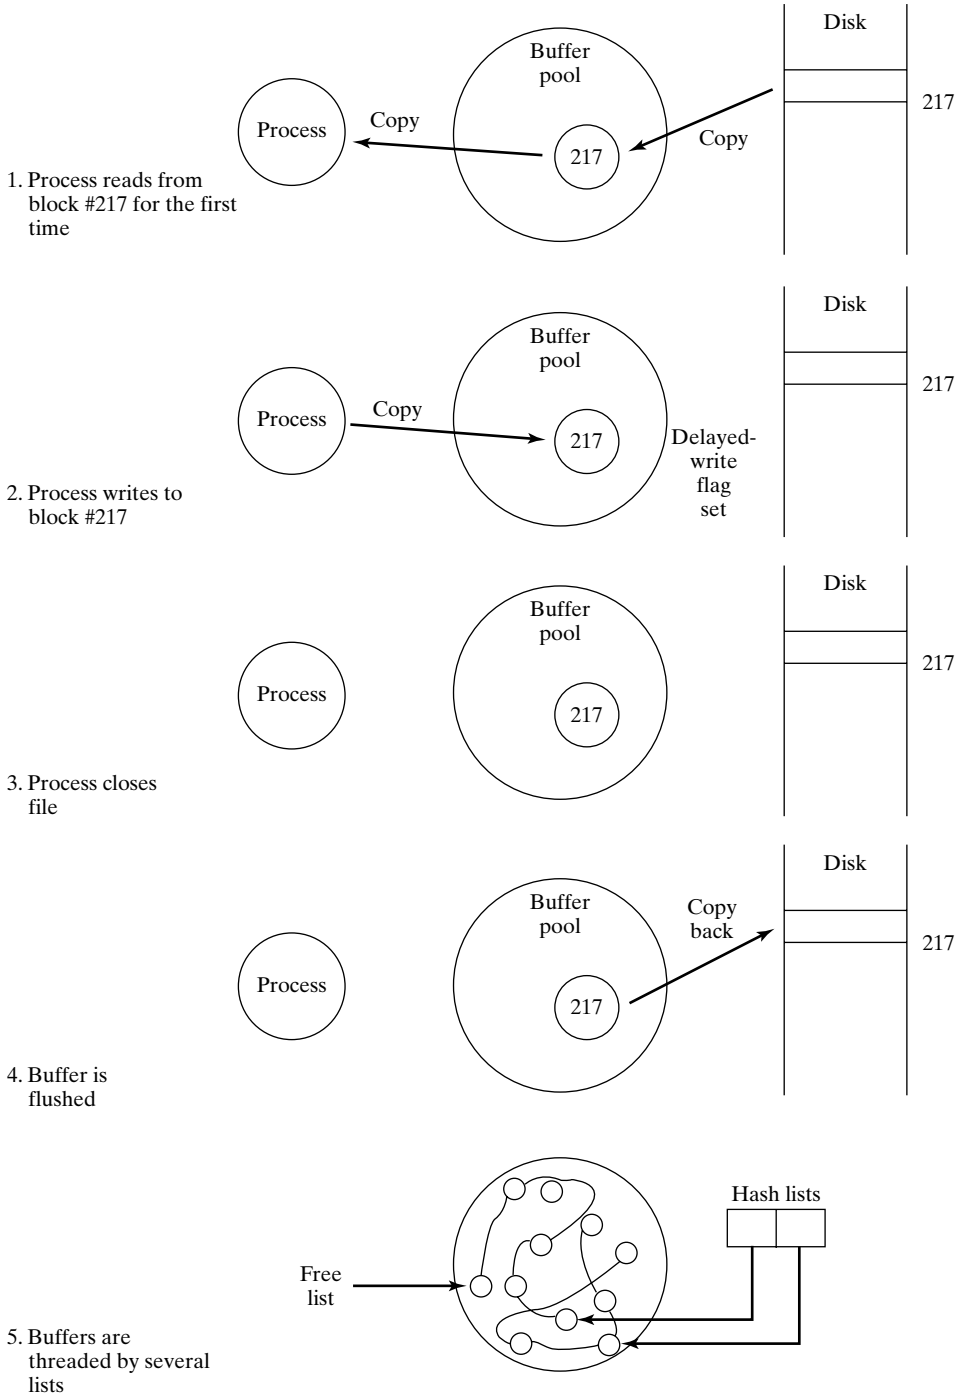 Disk
Buffer
pool
217
Process
Copy
217
Copy
1. Process reads from
block #217 for the first
time
Disk
Buffer
pool
217
Process
Copy
217
Delayed-
write
flag
set
2. Process writes to
block #217
Disk
Buffer
pool
217
Process
217
3. Process closes
file
Disk
Buffer
pool
Copy
back
217
Process
217
4. Buffer is
flushed
Hash lists
Free
list
5. Buffers are
threaded by several
lists